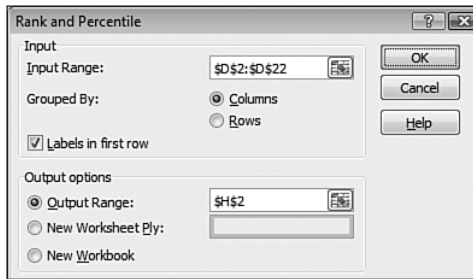 Rank and Percentile
Input
Input Range: $D$2:$D$22
Grouped By: Columns
Rows
Labels in first row
Output options
Output Range: $H$2
New Worksheet Ply:
New Workbook
OK
Cancel
Help